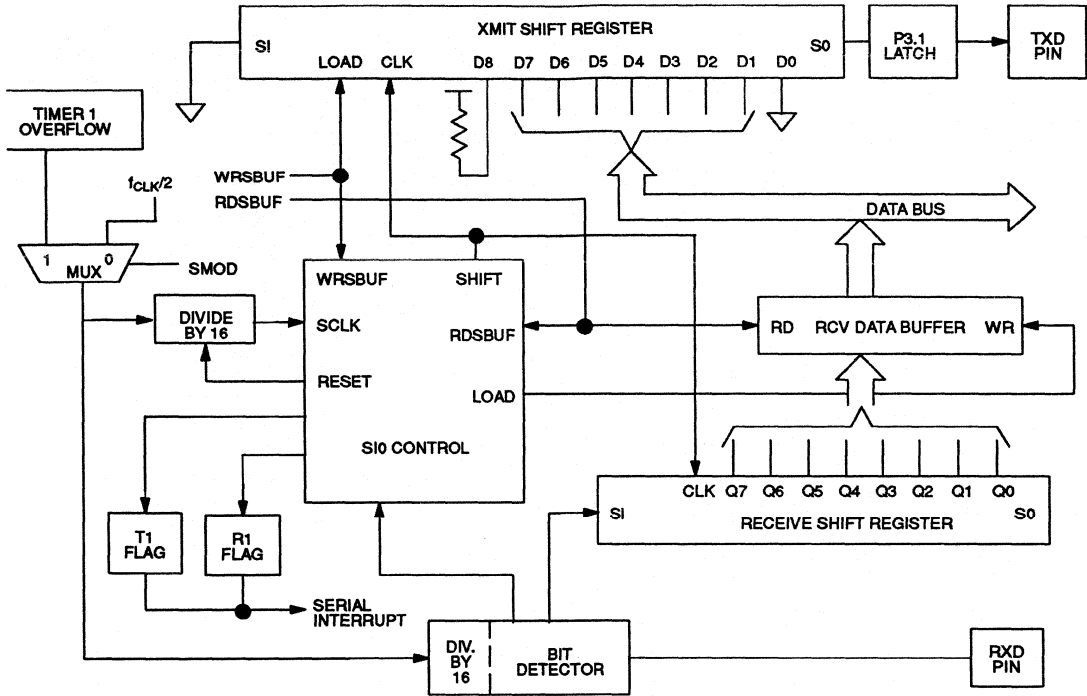 XMIT SHIFT REGISTER
SI
S0
LOAD CLK D8 D7 D6 D5 D4 D3 D2 D1 D0
P3.1
LATCH
TXD
PIN
TIMER 1
OVERFLOW
fCLK/2
WRSBUF
RDSBUF
DATA BUS
1 MUX 0
SMOD
WRSBUF SHIFT
DIVIDE
BY 16
SCLK
RDSBUF
RD RCV DATA BUFFER WR
RESET
LOAD
SI0 CONTROL
CLK Q7 Q6 Q5 Q4 Q3 Q2 Q1 Q0
SI
S0
RECEIVE SHIFT REGISTER
T1
FLAG
R1
FLAG
SERIAL
INTERRUPT
DIV.
BY
16
BIT
DETECTOR
RXD
PIN